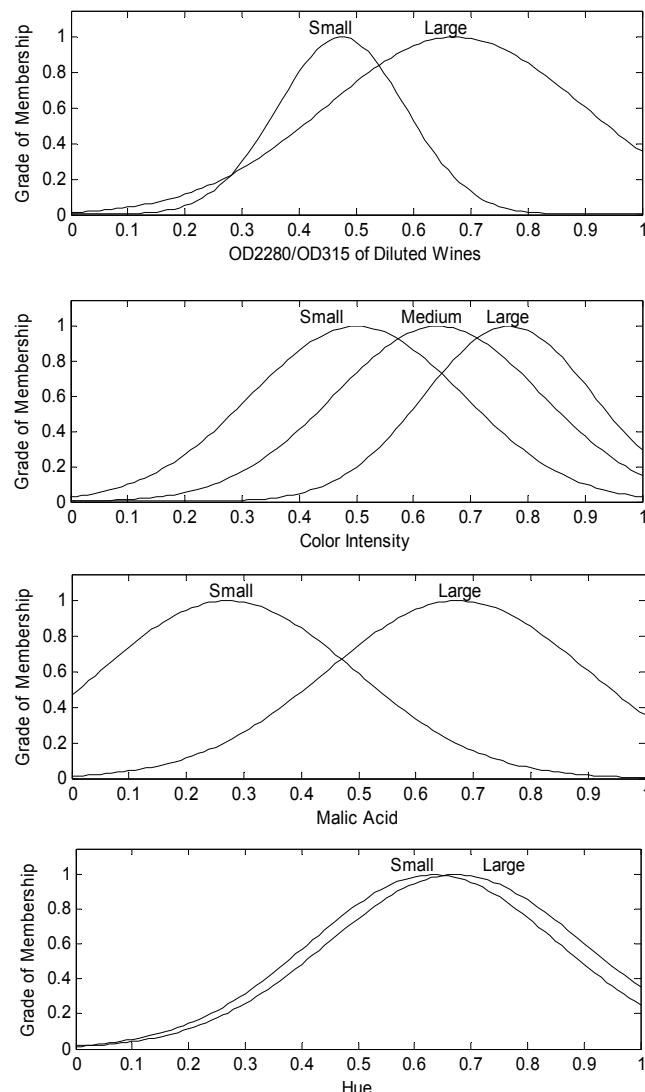 Small Large
Grade of Membership
1
0.8
0.6
0.4
0.2
0
0 0.1 0.2 0.3 0.4 0.5 0.6 0.7 0.8 0.9 1
OD2280/OD315 of Diluted Wines
Small Medium Large
Grade of Membership
1
0.8
0.6
0.4
0.2
0
0 0.1 0.2 0.3 0.4 0.5 0.6 0.7 0.8 0.9 1
Color Intensity
Small Large
Grade of Membership
1
0.8
0.6
0.4
0.2
0
0 0.1 0.2 0.3 0.4 0.5 0.6 0.7 0.8 0.9 1
Malic Acid
Small Large
Grade of Membership
1
0.8
0.6
0.4
0.2
0
0 0.1 0.2 0.3 0.4 0.5 0.6 0.7 0.8 0.9 1
Hue